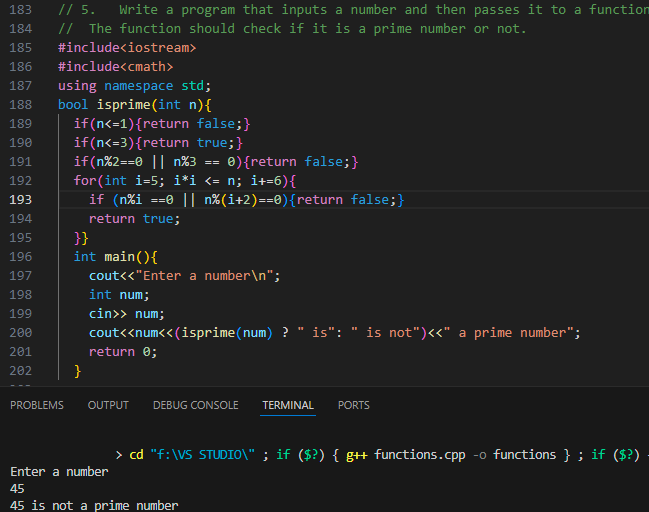 183 // 5.   Write a program that inputs a number and then passes it to a function
184 //  The function should check if it is a prime number or not.
185 #include<iostream>
186 #include<cmath>
187 using namespace std;
188 bool isprime(int n){
189   if(n<=1){return false;}
190   if(n<=3){return true;}
191   if(n%2==0 || n%3 == 0){return false;}
192   for(int i=5; i*i <= n; i+=6){
193     if (n%i ==0 || n%(i+2)==0){return false;}
194     return true;
195   }}
196   int main(){
197     cout<<"Enter a number\n";
198     int num;
199     cin>> num;
200     cout<<num<<(isprime(num) ? " is": " is not")<<" a prime number";
201     return 0;
202   }
PROBLEMS OUTPUT DEBUG CONSOLE TERMINAL PORTS
> cd "f:\VS STUDIO\" ; if ($?) { g++ functions.cpp -o functions } ; if ($?) {
Enter a number
45
45 is not a prime number